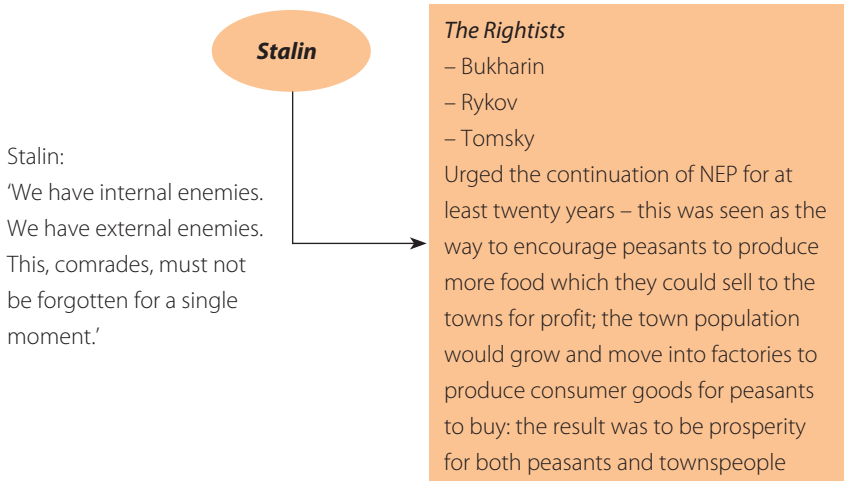 Stalin
Stalin:
‘We have internal enemies.
We have external enemies.
This, comrades, must not
be forgotten for a single
moment.’
The Rightists
– Bukharin
– Rykov
– Tomsky
Urged the continuation of NEP for at
least twenty years – this was seen as the
way to encourage peasants to produce
more food which they could sell to the
towns for profit; the town population
would grow and move into factories to
produce consumer goods for peasants
to buy: the result was to be prosperity
for both peasants and townspeople